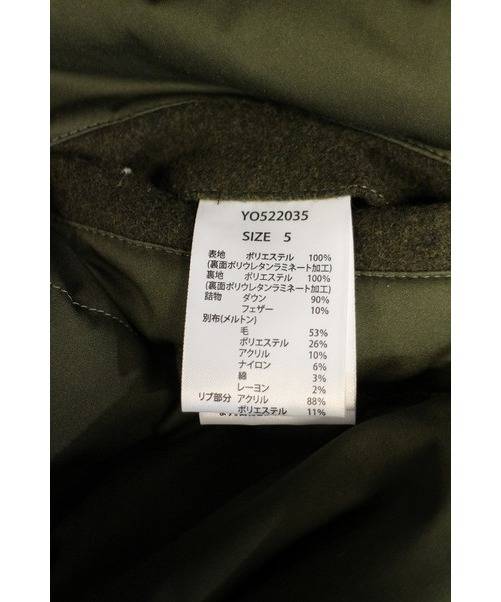 YO522035
SIZE 5
表地 ポリエステル 100%
(裏面ポリウレタンラミネート加工)
裏地 ポリエステル 100%
(裏面ポリウレタンラミネート加工)
詰物 ダウン 90%
フェザー 10%
別布(メルトン)
毛 53%
ポリエステル 26%
アクリル 10%
ナイロン 6%
綿 3%
レーヨン 2%
リブ部分 アクリル 88%
ポリエステル 11%